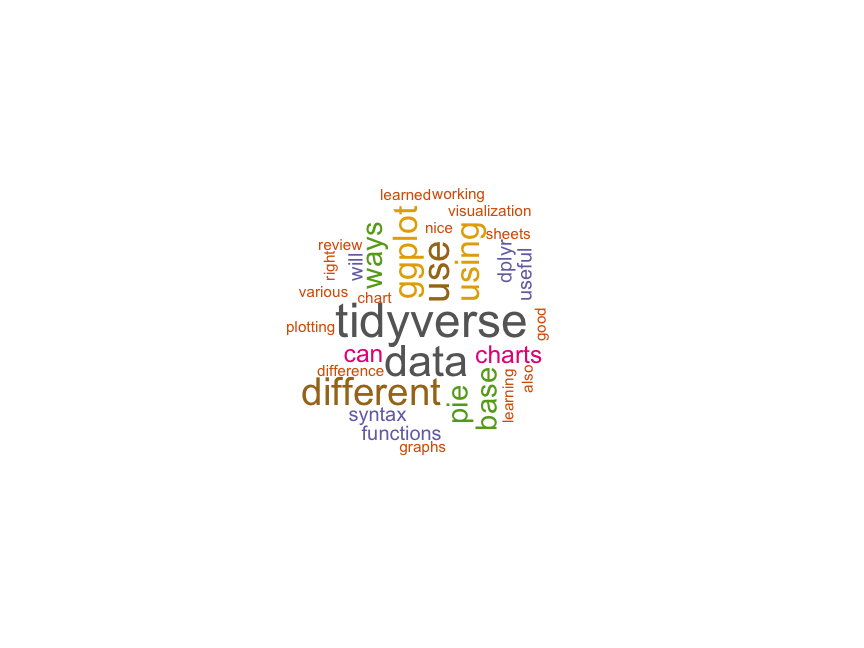 learned
working
visualization
nice
sheets
ggplot
ways
use
using
dplyr
useful
review
right
will
various
chart
plotting
tidyverse
good
can
data
charts
difference
different
pie
base
learning
also
syntax
functions
graphs